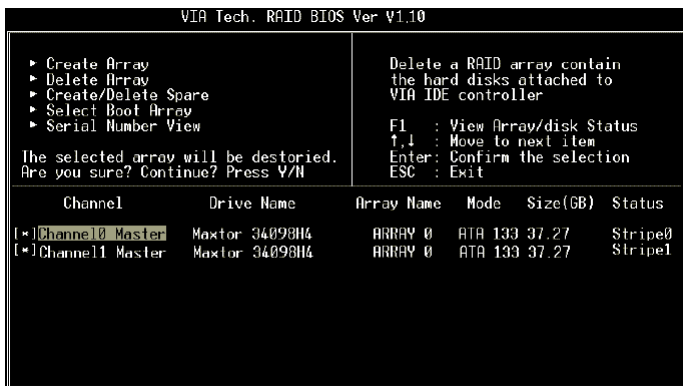 VIA Tech. RAID BIOS Ver V1.10
► Create Array
► Delete Array
► Create/Delete Spare
► Select Boot Array
► Serial Number View
The selected array will be destoried.
Are you sure? Continue? Press Y/N
Delete a RAID array contain
the hard disks attached to
VIA IDE controller
F1 : View Array/disk Status
↑,↓ : Move to next item
Enter: Confirm the selection
ESC : Exit
Channel Drive Name Array Name Mode Size(GB) Status
[*]Channel0 Master Maxtor 34098H4 ARRAY 0 ATA 133 37.27 Stripe0
[*]Channel1 Master Maxtor 34098H4 ARRAY 0 ATA 133 37.27 Stripe1